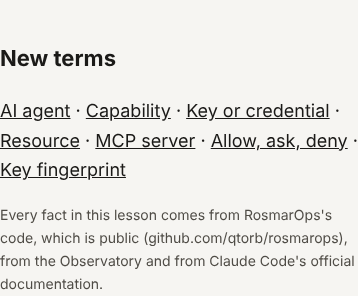 New terms
AI agent · Capability · Key or credential ·
Resource · MCP server · Allow, ask, deny ·
Key fingerprint
Every fact in this lesson comes from RosmarOps's
code, which is public (github.com/qtorb/rosmarops),
from the Observatory and from Claude Code's official
documentation.